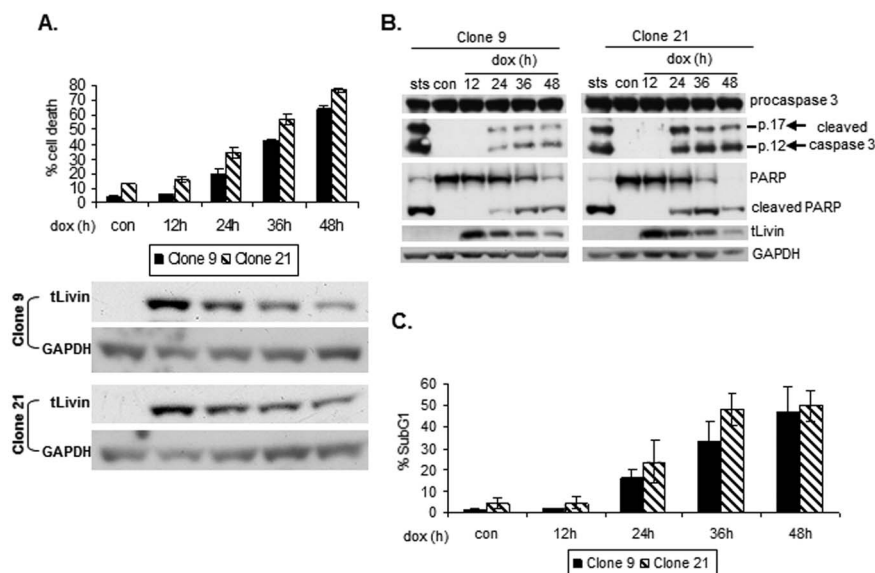 A.
% cell death
80
70
60
50
40
30
20
10
0
dox (h) con 12h 24h 36h 48h
Clone 9 Clone 21
Clone 9
tLivin
GAPDH
Clone 21
tLivin
GAPDH
B.
Clone 9 Clone 21
dox (h) dox (h)
sts con 12 24 36 48 sts con 12 24 36 48
procaspase 3
p.17 cleaved
p.12 caspase 3
PARP
cleaved PARP
tLivin
GAPDH
C.
% SubG1
60
50
40
30
20
10
0
dox (h) con 12h 24h 36h 48h
Clone 9 Clone 21